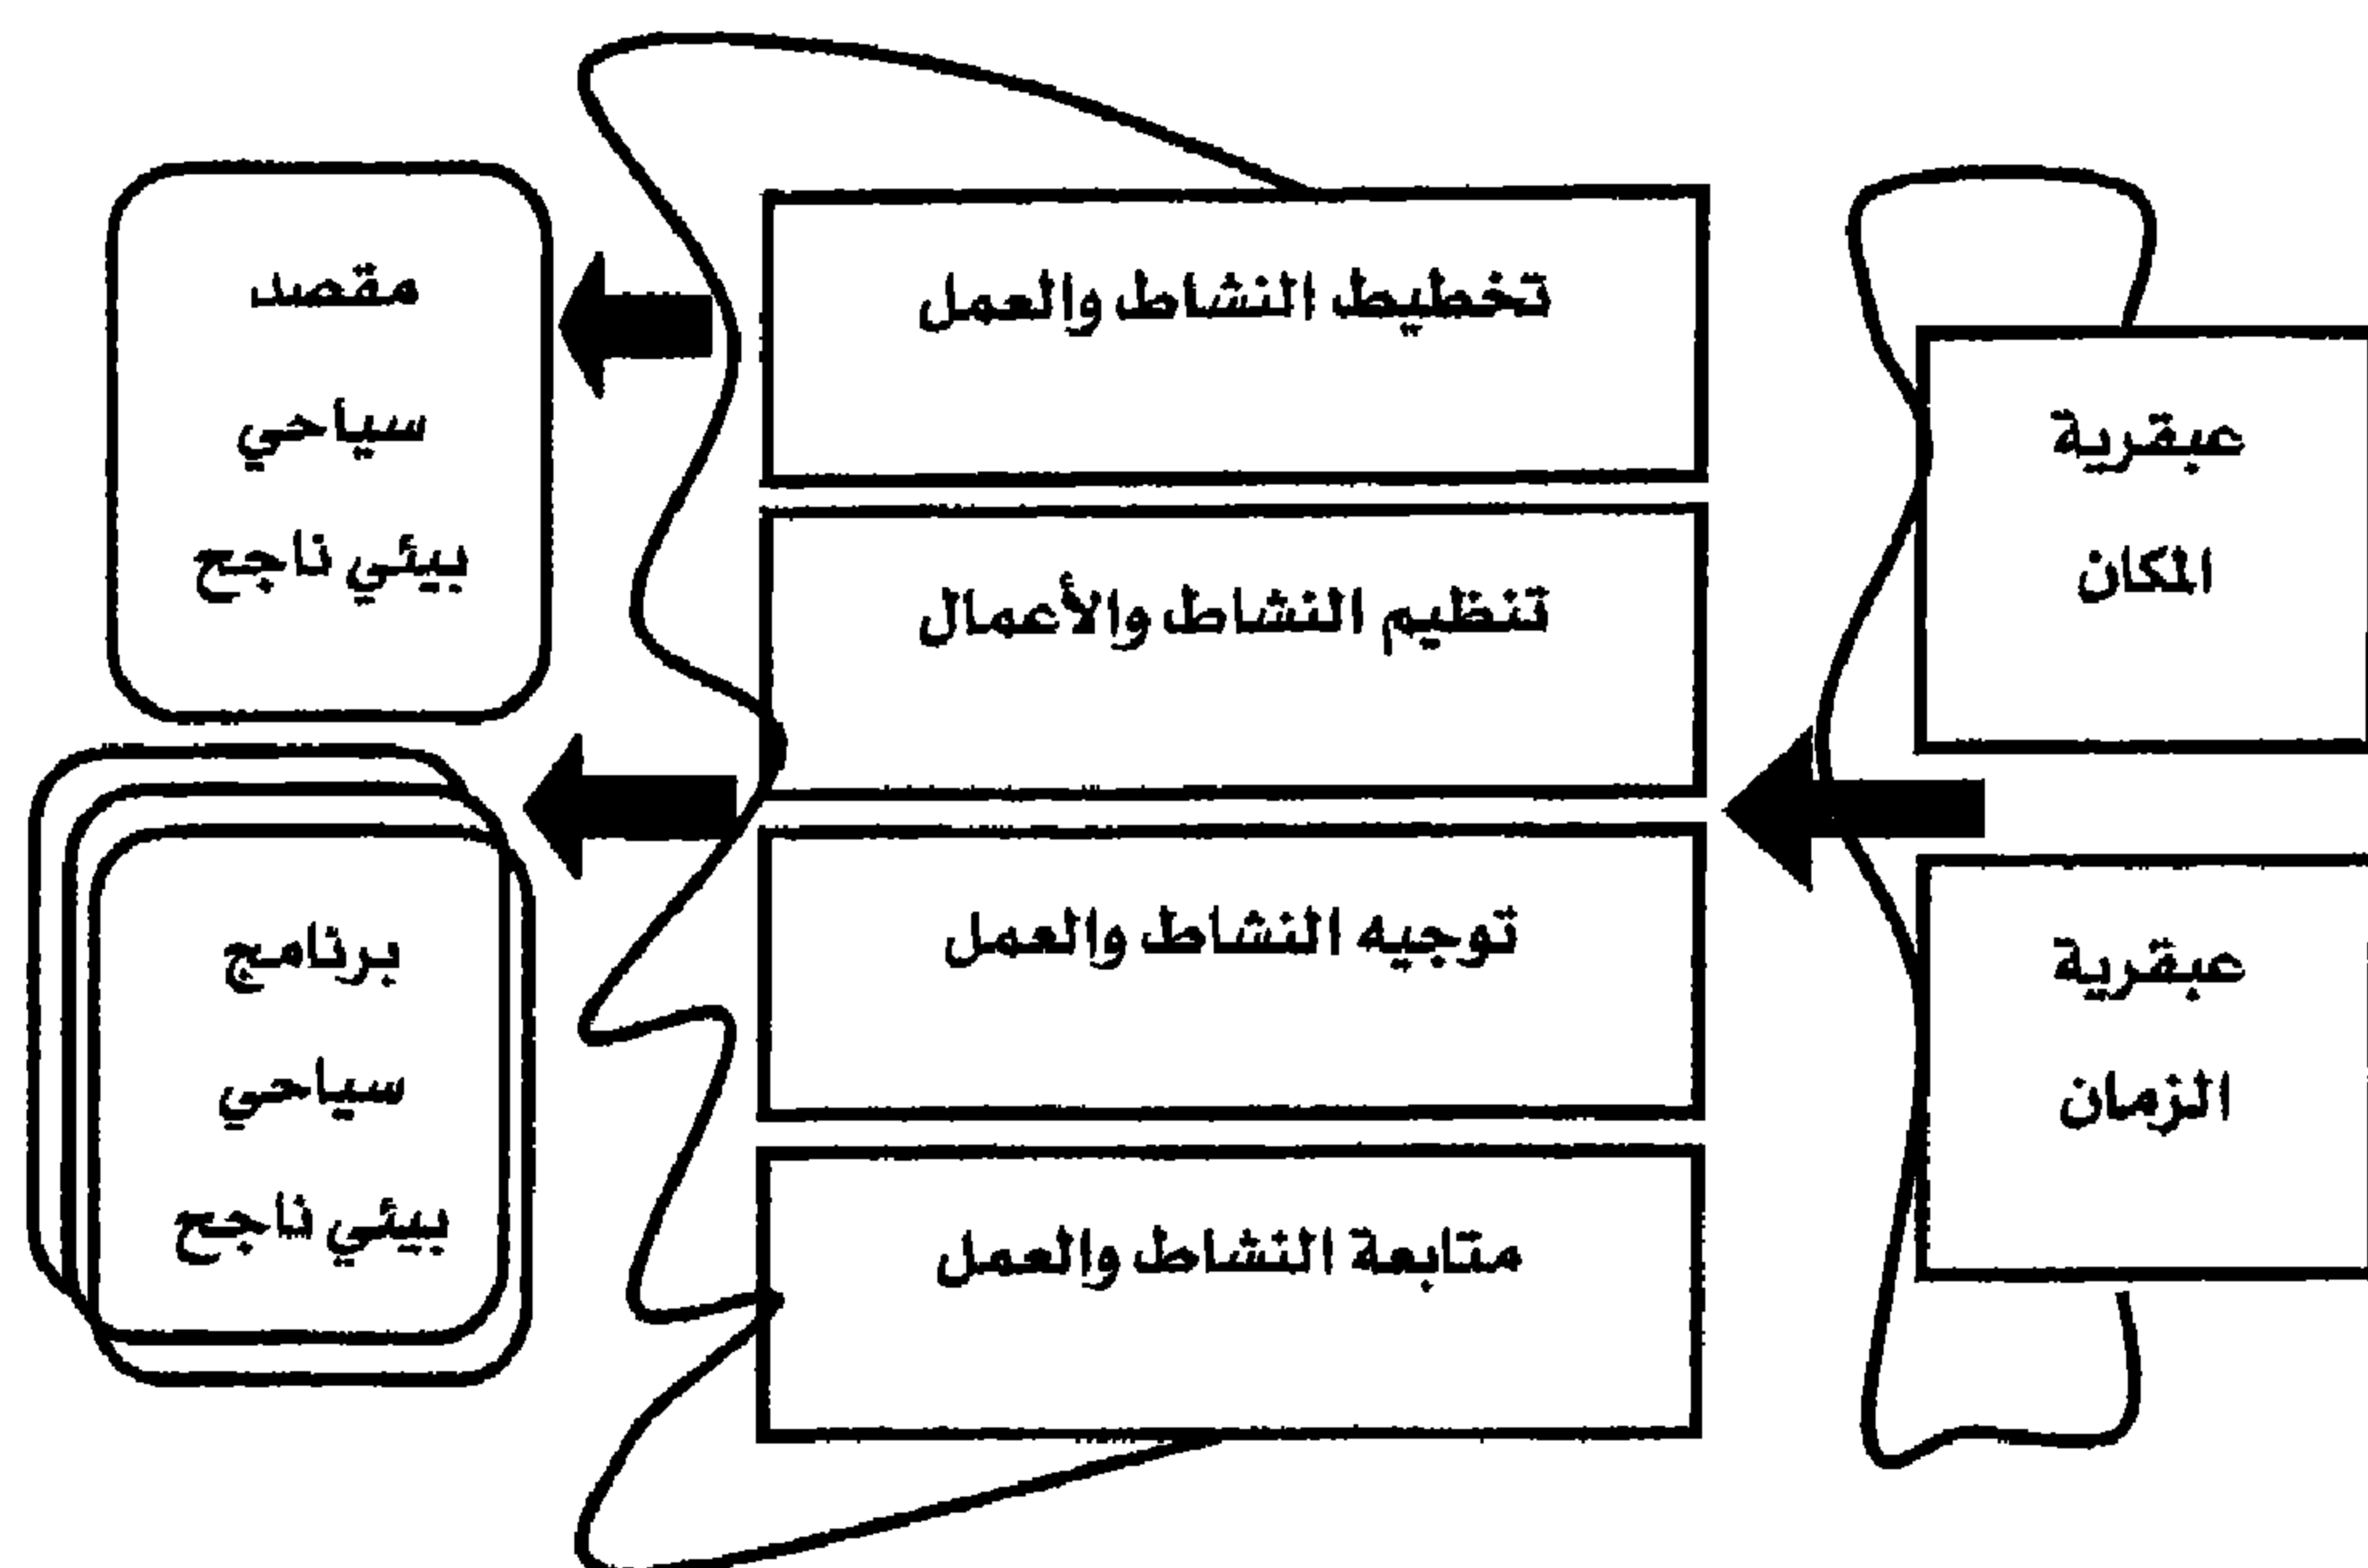 عبقرية
المكان
عبقرية
الزمان
تخطيط النشاط والعمل
تنظيم النشاط والأعمال
توجيه النشاط والعمل
متابعة النشاط والعمل
مقصد
سياحي
بيئي ناجح
برنامج
سياحي
بيئي ناجح